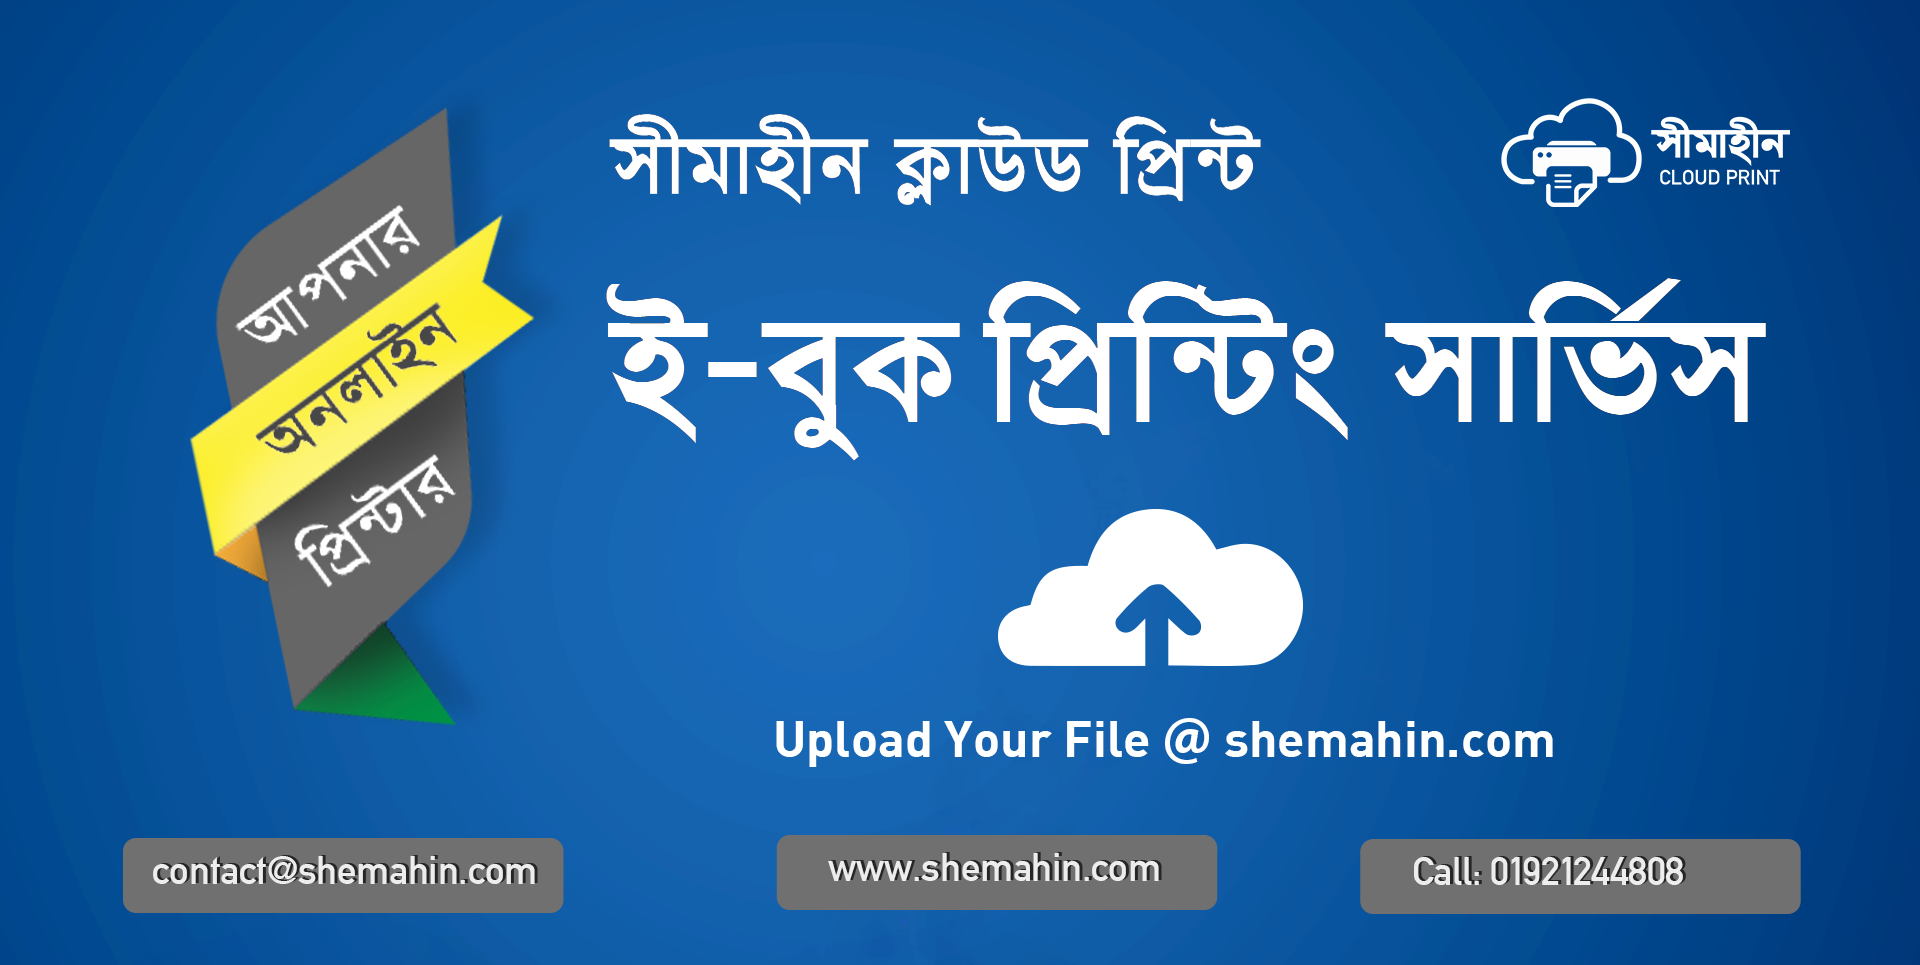 সীমাহীন ক্লাউড প্রিন্ট
সীমাহীন
CLOUD PRINT
আপনার
অনলাইন
প্রিন্টার
ই-বুক প্রিন্টিং সার্ভিস
Upload Your File @ shemahin.com
contact@shemahin.com
www.shemahin.com
Call: 01921244808